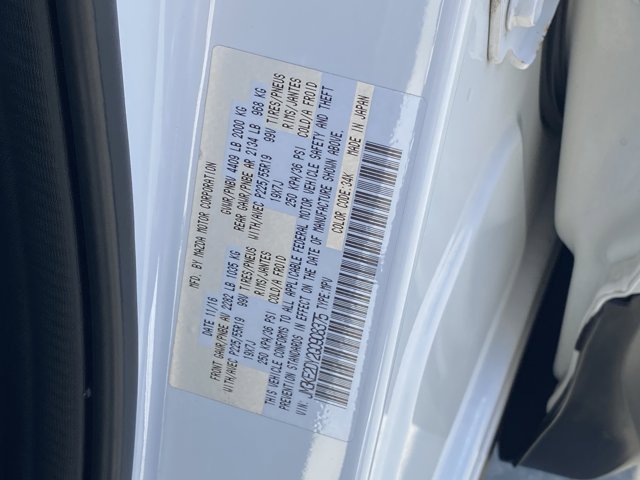 MFD. BY MAZDA MOTOR CORPORATION
DATE 11/16 GVWR/PNBV 4409 LB 2000 KG
FRONT GAWR/PNBE AV 2282 LB 1035 KG REAR GAWR/PNBE AR 2134 LB 968 KG
WITH/AVEC P225/55R19 99V TIRES/PNEUS WITH/AVEC P225/55R19 99V TIRES/PNEUS
19X7J RIMS/JANTES 19X7J RIMS/JANTES
250 KPA/36 PSI COLD/A FROID 250 KPA/36 PSI COLD/A FROID
THIS VEHICLE CONFORMS TO ALL APPLICABLE FEDERAL MOTOR VEHICLE SAFETY AND THEFT
PREVENTION STANDARDS IN EFFECT ON THE DATE OF MANUFACTURE SHOWN ABOVE.
VIN: TYPE: MPV COLOR CODE: 34K MADE IN JAPAN